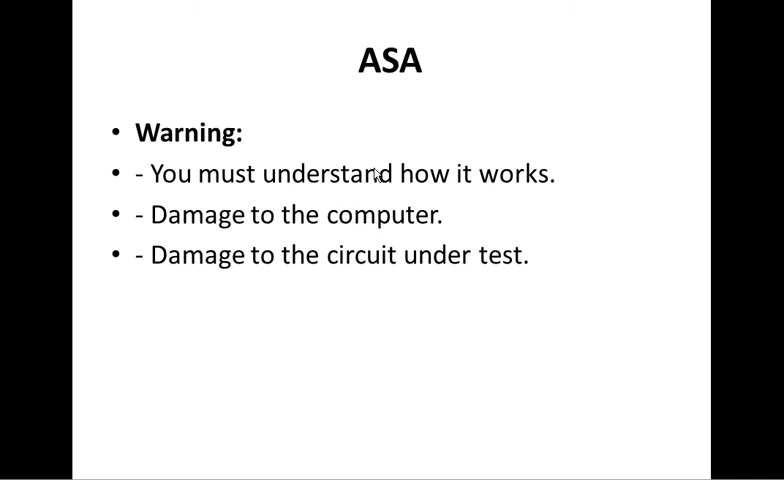 ASA
• Warning:
• - You must understand how it works.
• - Damage to the computer.
• - Damage to the circuit under test.